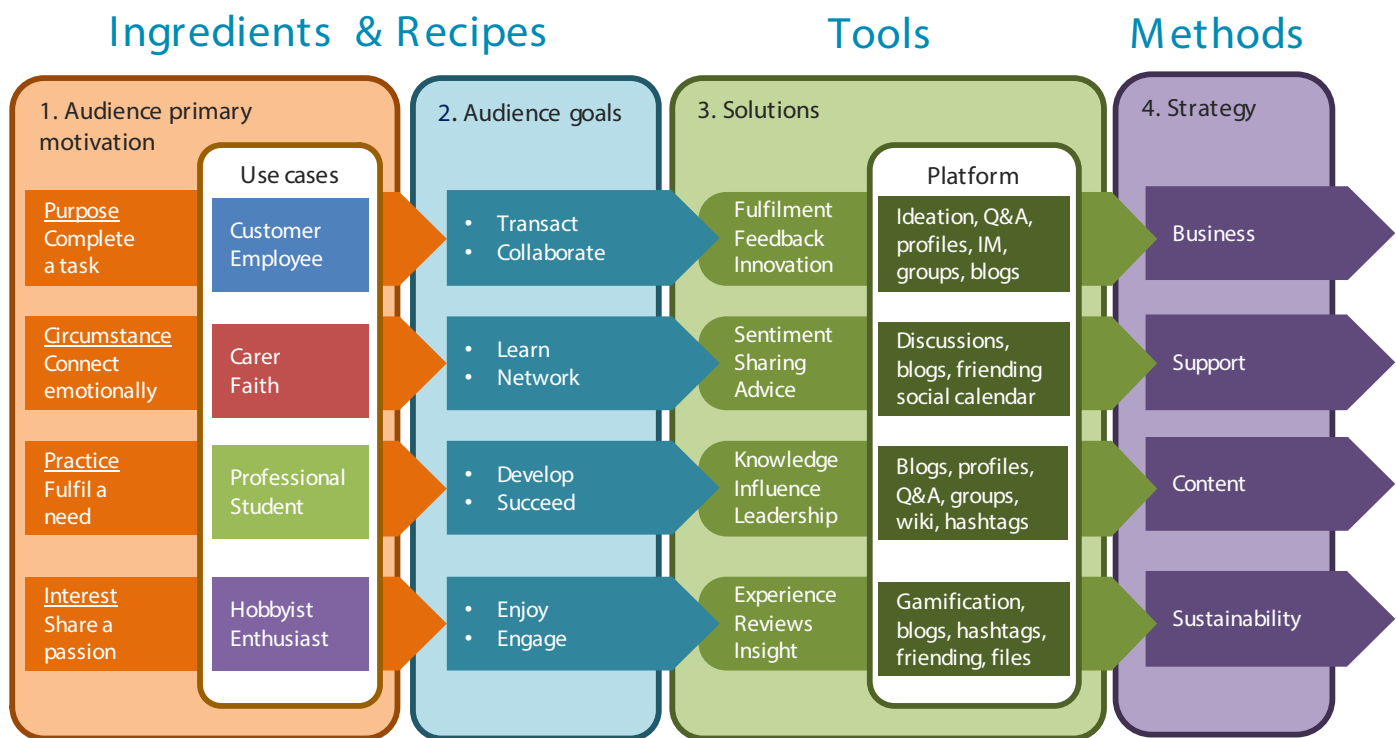 Ingredients & Recipes
Tools
Methods
1. Audience primary
motivation
Use cases
Purpose
Complete
a task
Customer
Employee
Circumstance
Connect
emotionally
Carer
Faith
Practice
Fulfil a
need
Professional
Student
Interest
Share a
passion
Hobbyist
Enthusiast
2. Audience goals
• Transact
• Collaborate
• Learn
• Network
• Develop
• Succeed
• Enjoy
• Engage
3. Solutions
Platform
Fulfilment
Feedback
Innovation
Ideation, Q&A,
profiles, IM,
groups, blogs
Sentiment
Sharing
Advice
Discussions,
blogs, friending
social calendar
Knowledge
Influence
Leadership
Blogs, profiles,
Q&A, groups,
wiki, hashtags
Experience
Reviews
Insight
Gamification,
blogs, hashtags,
friending, files
4. Strategy
Business
Support
Content
Sustainability